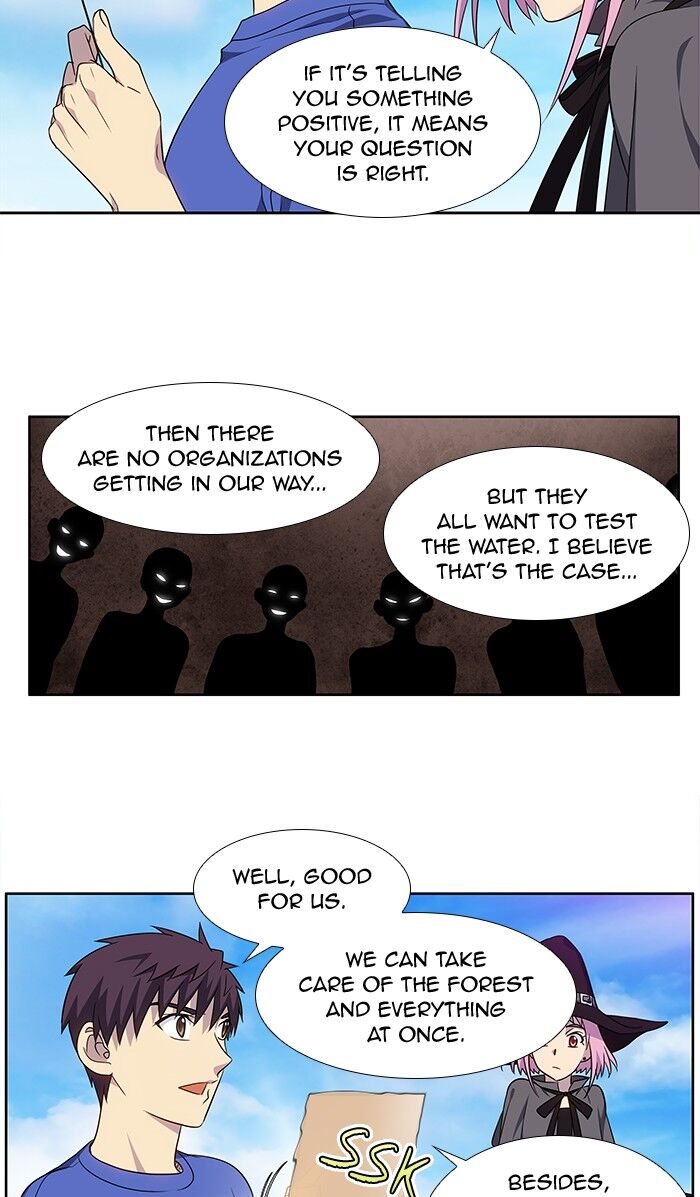 IF IT'S TELLING
YOU SOMETHING
POSITIVE, IT MEANS
YOUR QUESTION
IS RIGHT.
THEN THERE
ARE NO ORGANIZATIONS
GETTING IN OUR WAY...
BUT THEY
ALL WANT TO TEST
THE WATER. I BELIEVE
THAT'S THE CASE...
WELL, GOOD
FOR US.
WE CAN TAKE
CARE OF THE FOREST
AND EVERYTHING
AT ONCE.
SSK
BESIDES,